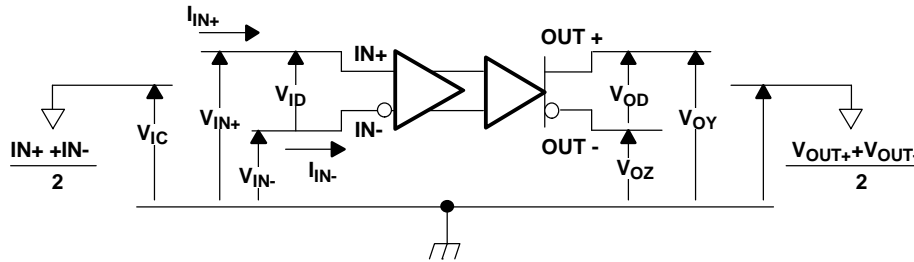 I_IN+
IN+
OUT +
V_ID
V_OD
V_IC
V_IN+
V_OY
IN-
OUT -
IN+ +IN-
2
V_IN-
I_IN-
V_OZ
V_OUT+ +V_OUT-
2